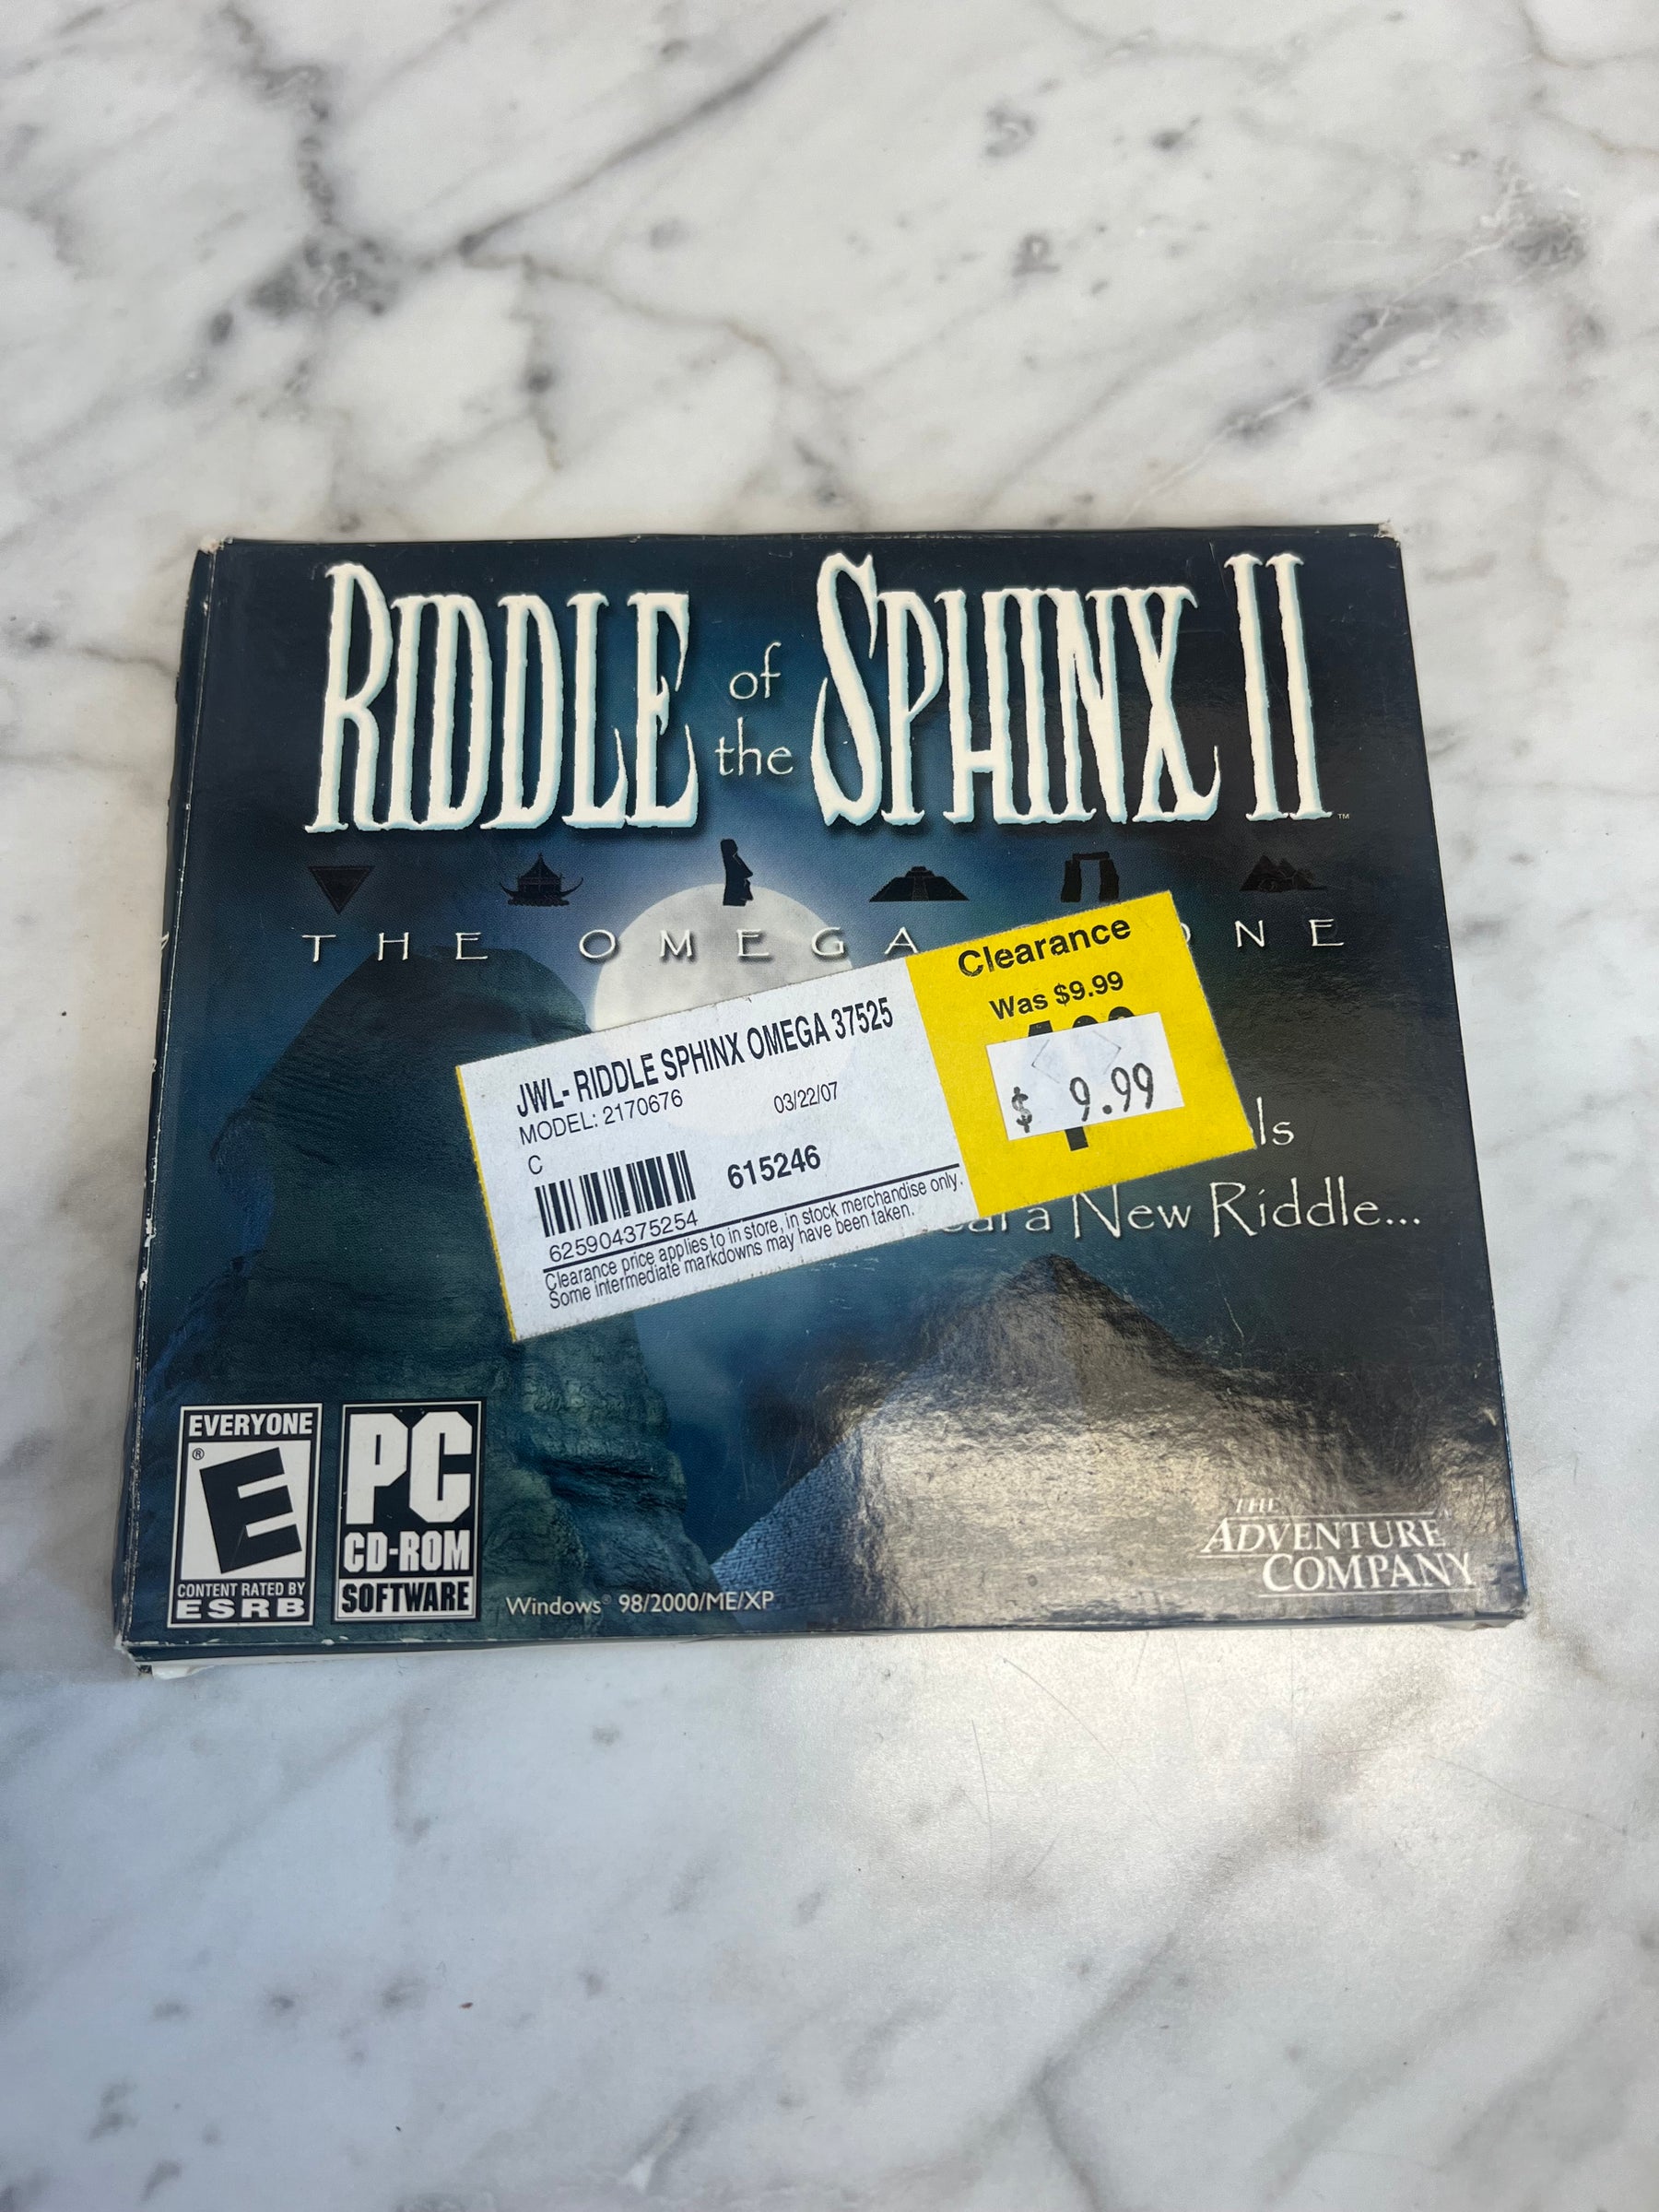 RIDDLE of the SPHINX II™
THE OMEGA ONE
Clearance
Was $9.99
$ 9.99
JWL- RIDDLE SPHINX OMEGA 37525
MODEL: 2170676 03/22/07
C
615246
625904375254
Clearance price applies to in store, in stock merchandise only.
Some intermediate markdowns may have been taken.
ls
a New Riddle...
EVERYONE
E®
CONTENT RATED BY
ESRB
PC
CD-ROM
SOFTWARE
Windows® 98/2000/ME/XP
THE
ADVENTURE
COMPANY